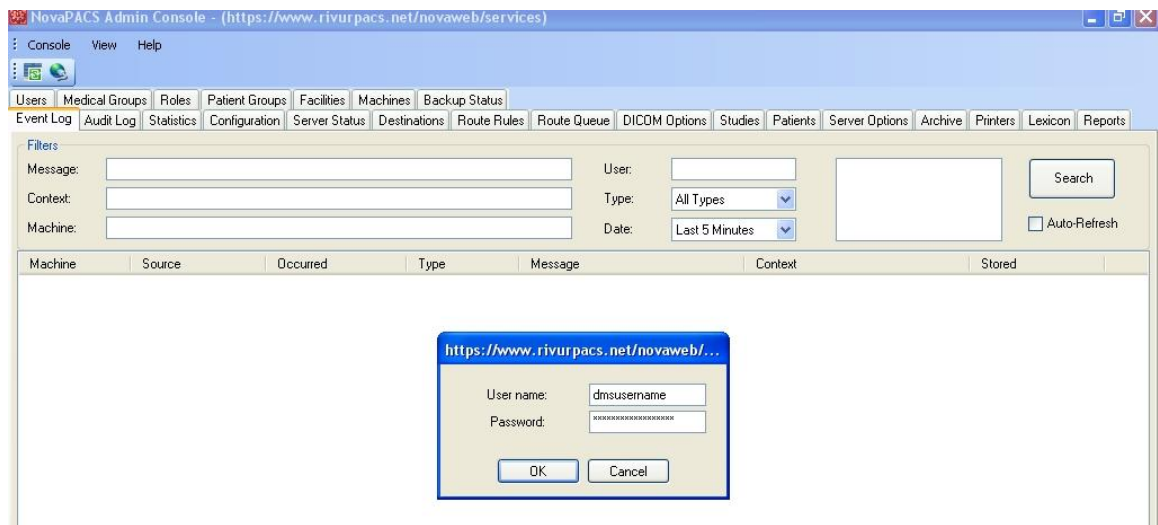 NovaPACS Admin Console - (https://www.rivurpacs.net/novaweb/services)
Console View Help
Users Medical Groups Roles Patient Groups Facilities Machines Backup Status
Event Log Audit Log Statistics Configuration Server Status Destinations Route Rules Route Queue DICOM Options Studies Patients Server Options Archive Printers Lexicon Reports
Filters
Message: User: Search
Context: Type: All Types
Machine: Date: Last 5 Minutes Auto-Refresh
Machine Source Occurred Type Message Context Stored
https://www.rivurpacs.net/novaweb/...
User name: dmsusername
Password: *****************
OK Cancel